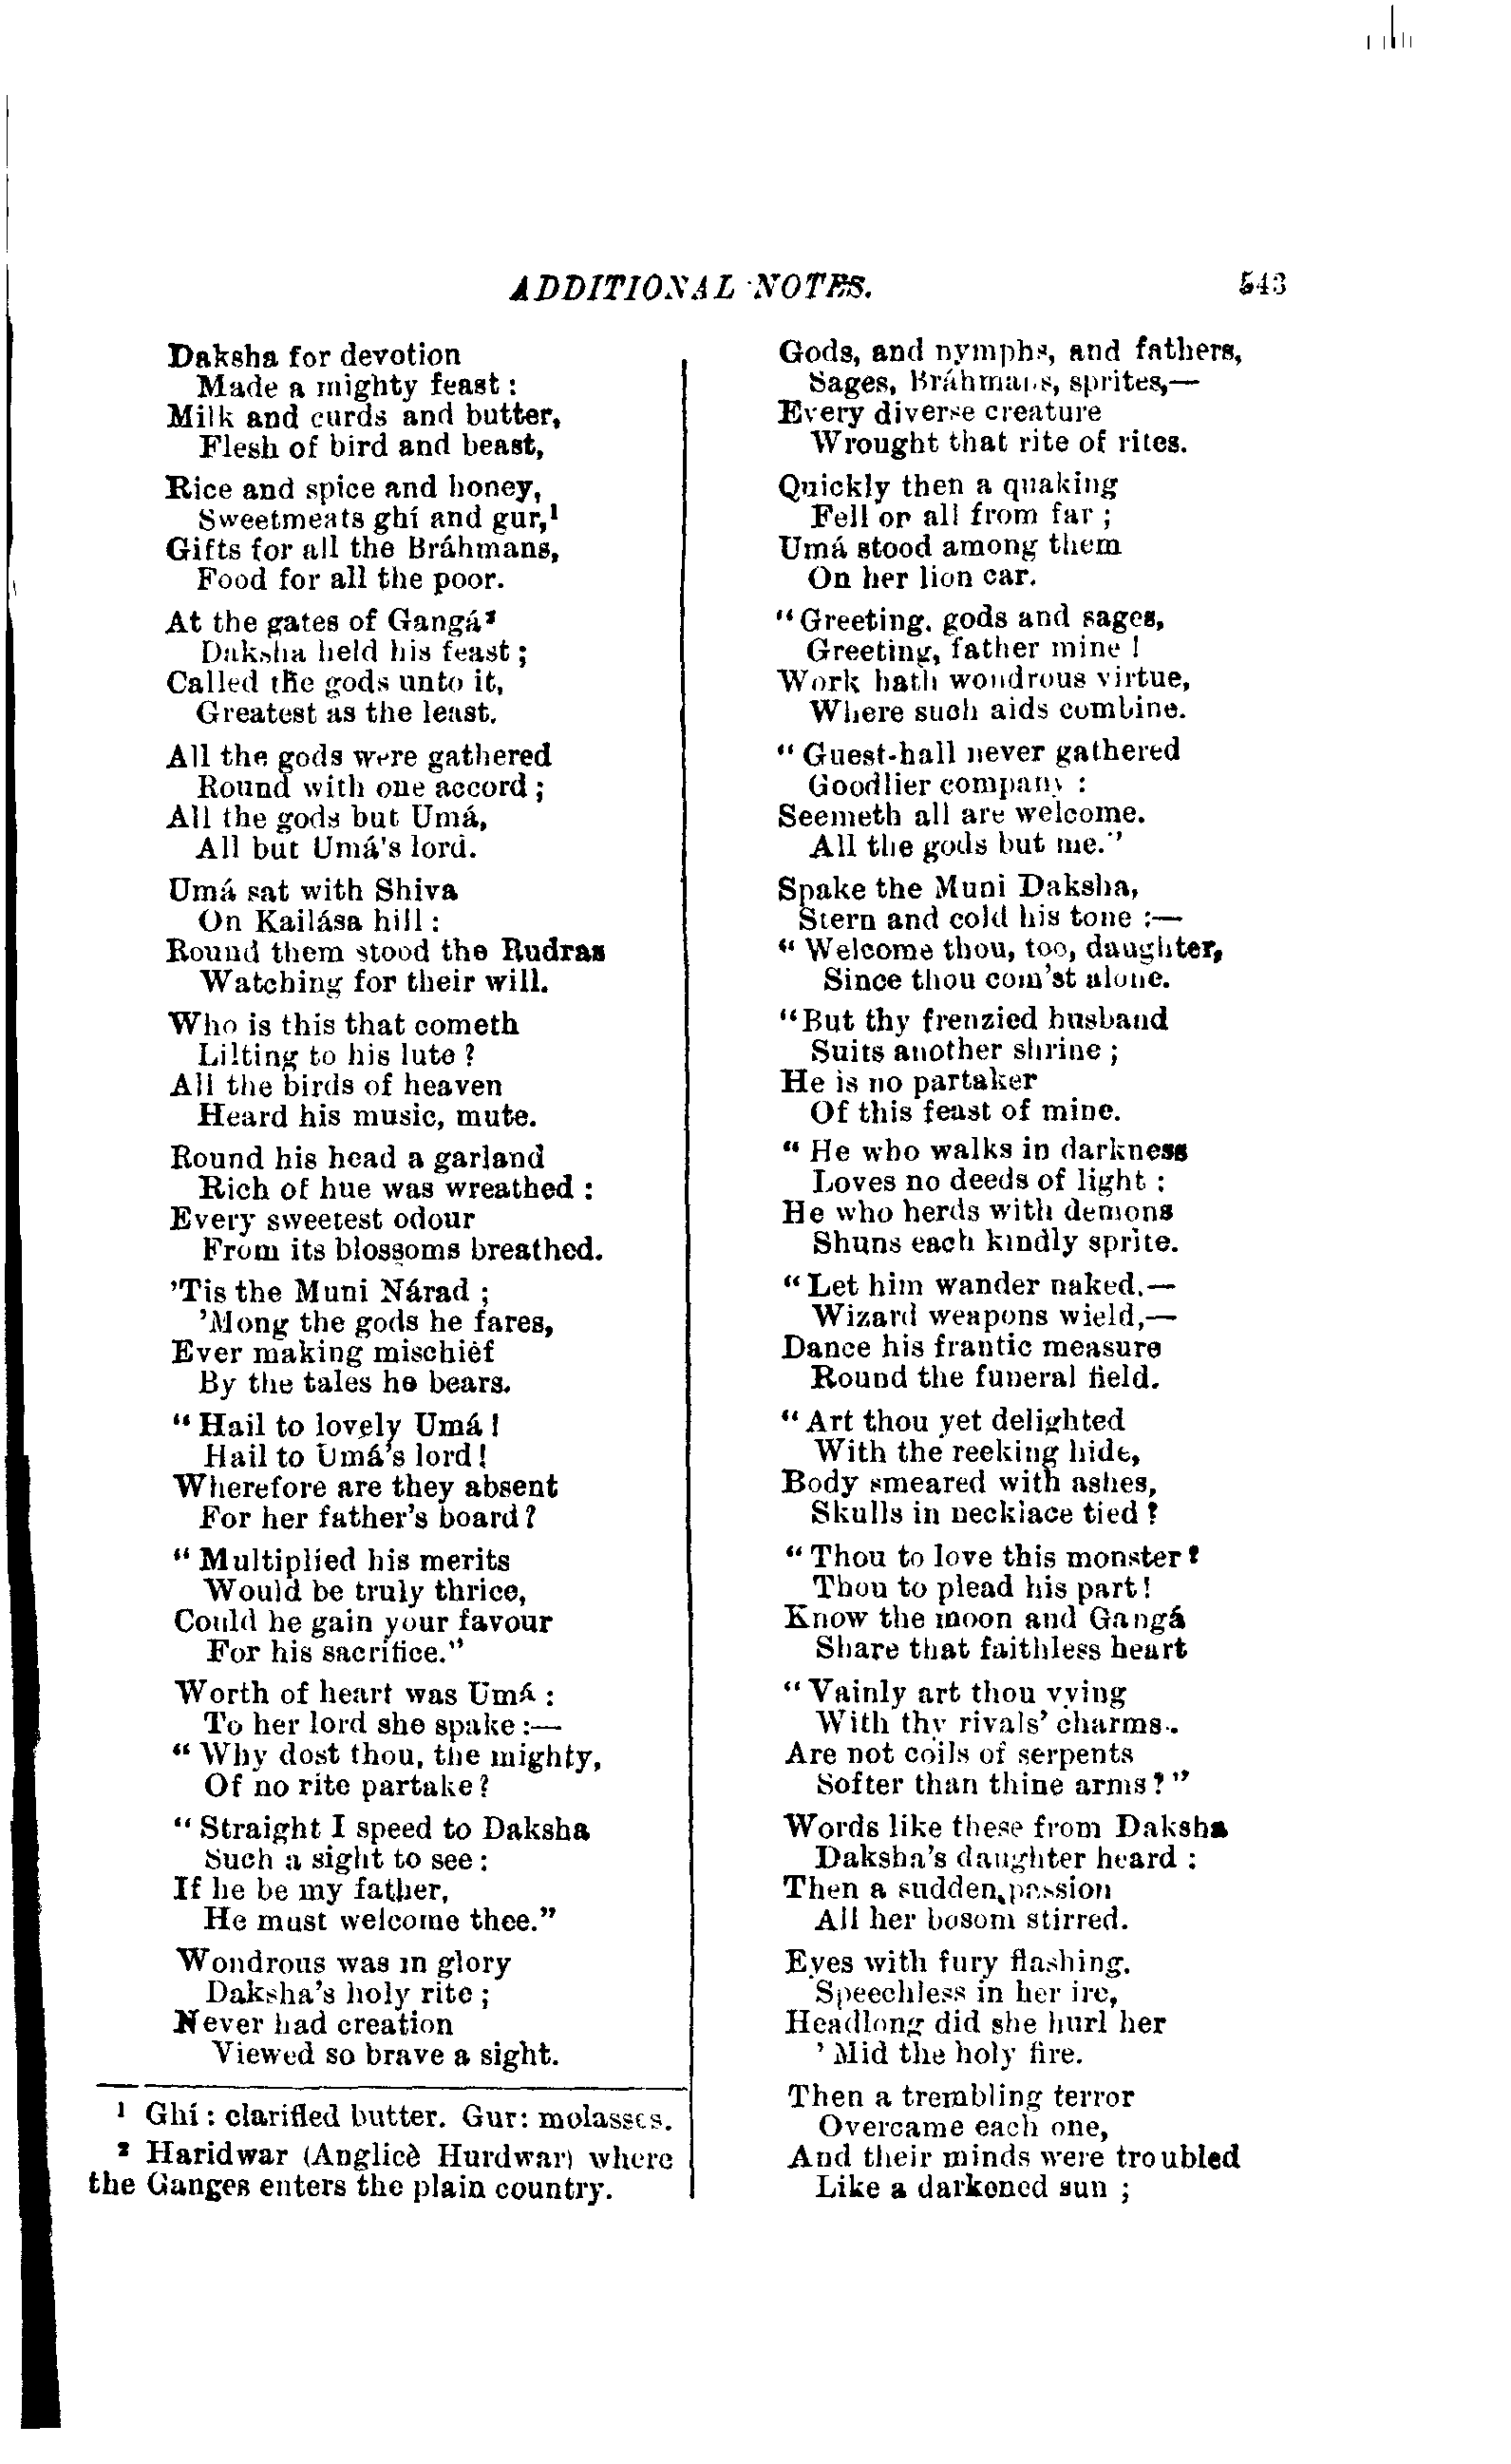 ADDITIONAL NOTES.
543
Daksha for devotion
Made a mighty feast :
Milk and curds and butter,
Flesh of bird and beast,
Rice and spice and honey,
Sweetmeats ghí and gur,¹
Gifts for all the Bráhmans,
Food for all the poor.
At the gates of Gangá²
Daksha held his feast ;
Called the gods unto it,
Greatest as the least.
All the gods were gathered
Round with one accord ;
All the gods but Umá,
All but Umá's lord.
Umá sat with Shiva
On Kailása hill :
Round them stood the Rudras
Watching for their will.
Who is this that cometh
Lilting to his lute ?
All the birds of heaven
Heard his music, mute.
Round his head a garland
Rich of hue was wreathed :
Every sweetest odour
From its blossoms breathed.
'Tis the Muni Nárad ;
'Mong the gods he fares,
Ever making mischief
By the tales he bears.
“ Hail to lovely Umá !
Hail to Umá's lord !
Wherefore are they absent
For her father's board ?
“ Multiplied his merits
Would be truly thrice,
Could he gain your favour
For his sacrifice.”
Worth of heart was Umá :
To her lord she spake :—
“ Why dost thou, the mighty,
Of no rite partake ?
“ Straight I speed to Daksha
Such a sight to see :
If he be my father,
He must welcome thee.”
Wondrous was in glory
Daksha's holy rite ;
Never had creation
Viewed so brave a sight.
¹ Ghí : clarified butter. Gur: molasses.
² Haridwar (Anglicè Hurdwar) where
the Ganges enters the plain country.
Gods, and nymphs, and fathers,
Sages, Bráhmans, sprites,—
Every diverse creature
Wrought that rite of rites.
Quickly then a quaking
Fell on all from far ;
Umá stood among them
On her lion car.
“ Greeting, gods and sages,
Greeting, father mine !
Work hath wondrous virtue,
Where such aids combine.
“ Guest-hall never gathered
Goodlier company :
Seemeth all are welcome.
All the gods but me.”
Spake the Muni Daksha,
Stern and cold his tone :—
“ Welcome thou, too, daughter,
Since thou com'st alone.
“But thy frenzied husband
Suits another shrine ;
He is no partaker
Of this feast of mine.
“ He who walks in darkness
Loves no deeds of light :
He who herds with demons
Shuns each kindly sprite.
“ Let him wander naked,—
Wizard weapons wield,—
Dance his frantic measure
Round the funeral field.
“ Art thou yet delighted
With the reeking hide,
Body smeared with ashes,
Skulls in necklace tied ?
“ Thou to love this monster ?
Thou to plead his part !
Know the moon and Gangá
Share that faithless heart
“ Vainly art thou vying
With thy rivals' charms.
Are not coils of serpents
Softer than thine arms ? ”
Words like these from Daksha
Daksha's daughter heard :
Then a sudden passion
All her bosom stirred.
Eyes with fury flashing,
Speechless in her ire,
Headlong did she hurl her
' Mid the holy fire.
Then a trembling terror
Overcame each one,
And their minds were troubled
Like a darkened sun ;